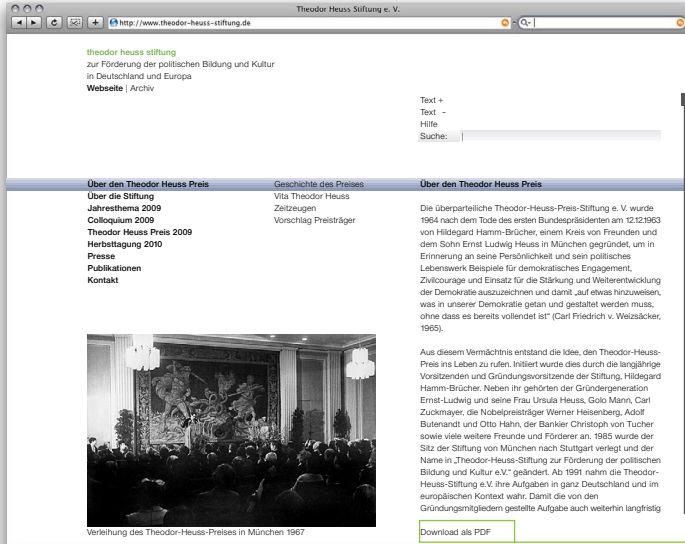 Theodor Heuss Stiftung e. V.
http://www.theodor-heuss-stiftung.de
theodor heuss stiftung
zur Förderung der politischen Bildung und Kultur
in Deutschland und Europa
Webseite | Archiv
Text +
Text -
Hilfe
Suche:
Über den Theodor Heuss Preis
Über die Stiftung
Jahresthema 2009
Colloquium 2009
Theodor Heuss Preis 2009
Herbsttagung 2010
Presse
Publikationen
Kontakt
Geschichte des Preises
Vita Theodor Heuss
Zeitzeugen
Vorschlag Preisträger
Über den Theodor Heuss Preis
Die überparteiliche Theodor-Heuss-Preis-Stiftung e. V. wurde
1964 nach dem Tode des ersten Bundespräsidenten am 12.12.1963
von Hildegard Hamm-Brücher, einem Kreis von Freunden und
dem Sohn Ernst Ludwig Heuss in München gegründet, um in
Erinnerung an seine Persönlichkeit und sein politisches
Lebenswerk Beispiele für demokratisches Engagement,
Zivilcourage und Einsatz für die Stärkung und Weiterentwicklung
der Demokratie auszuzeichnen und damit „auf etwas hinzuweisen,
was in unserer Demokratie getan und gestaltet werden muss,
ohne dass es bereits vollendet ist“ (Carl Friedrich v. Weizsäcker,
1965).
Aus diesem Vermächtnis entstand die Idee, den Theodor-Heuss-
Preis ins Leben zu rufen. Initiiert wurde dies durch die langjährige
Vorsitzenden und Gründungsvorsitzende der Stiftung, Hildegard
Hamm-Brücher. Neben ihr gehörten der Gründergeneration
Ernst-Ludwig und seine Frau Ursula Heuss, Golo Mann, Carl
Zuckmayer, die Nobelpreisträger Werner Heisenberg, Adolf
Butenandt und Otto Hahn, der Bankier Christoph von Tucher
sowie viele weitere Freunde und Förderer an. 1985 wurde der
Sitz der Stiftung von München nach Stuttgart verlegt und der
Name in „Theodor-Heuss-Stiftung zur Förderung der politischen
Bildung und Kultur e.V.“ geändert. Ab 1991 nahm die Theodor-
Heuss-Stiftung e.V. ihre Aufgaben in ganz Deutschland und im
europäischen Kontext wahr. Damit die von den
Gründungsmitgliedern gestellte Aufgabe auch weiterhin langfristig
Verleihung des Theodor-Heuss-Preises in München 1967
Download als PDF